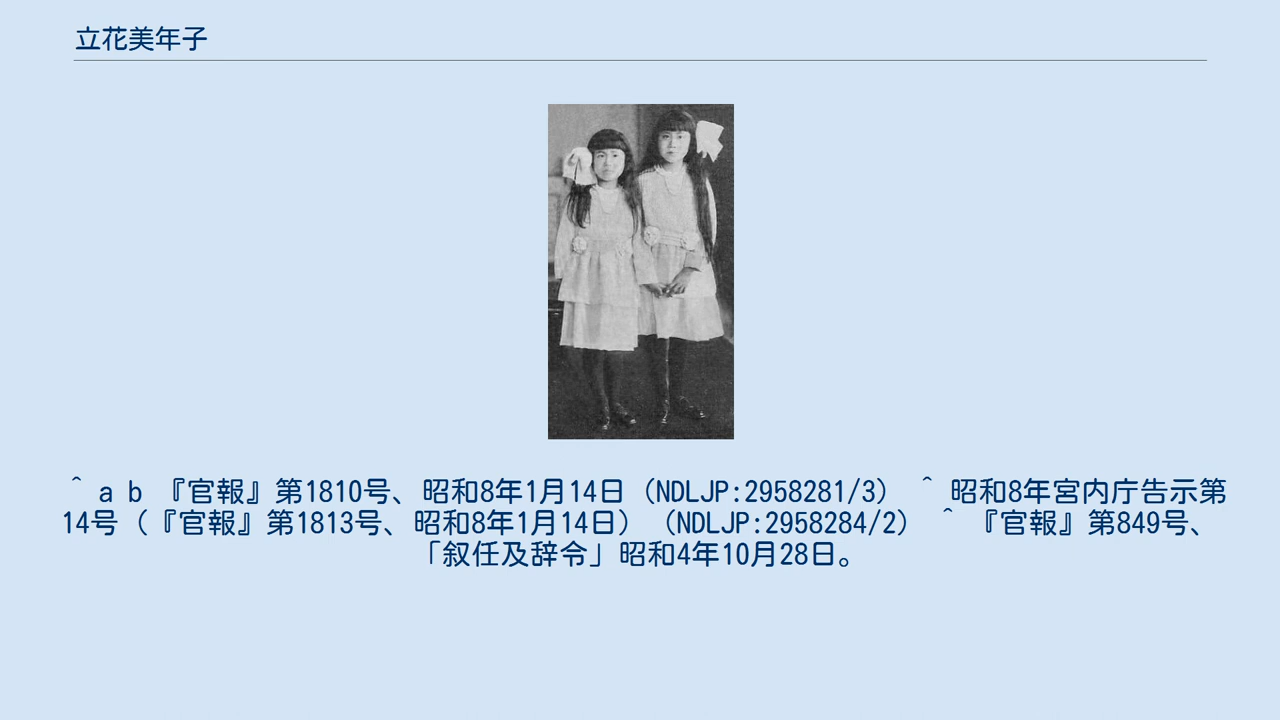 立花美年子
^ a b 『官報』第1810号、昭和8年1月14日（NDLJP:2958281/3） ^ 昭和8年宮内庁告示第
14号（『官報』第1813号、昭和8年1月14日）（NDLJP:2958284/2） ^ 『官報』第849号、
「叙任及辞令」昭和4年10月28日。